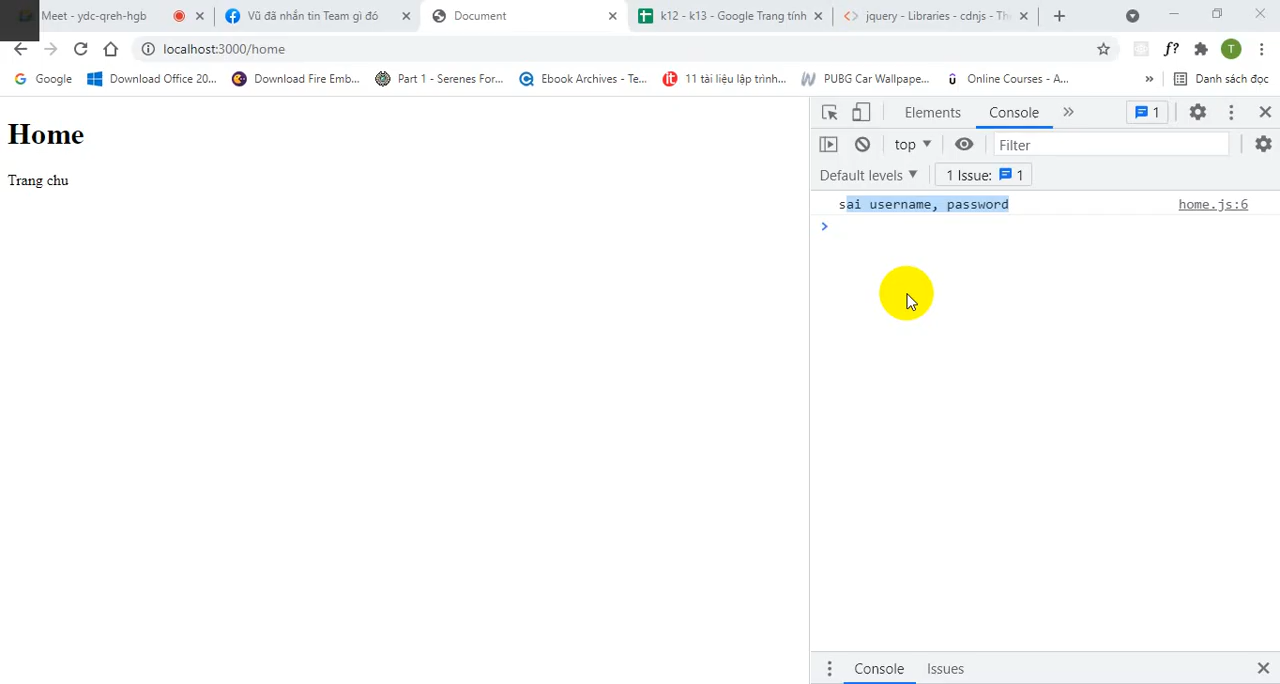 Meet - ydc-qreh-hgb
Vũ đã nhắn tin Team gì đó
Document
k12 - k13 - Google Trang tính
jquery - Libraries - cdnjs - Th
localhost:3000/home
f?
T
Google
Download Office 20...
Download Fire Emb...
Part 1 - Serenes For...
Ebook Archives - Te...
11 tài liệu lập trình...
PUBG Car Wallpape...
Online Courses - A...
»
Danh sách đọc
Home
Trang chu
Elements
Console
»
1
top
Filter
Default levels
1 Issue:
1
sai username, password
home.js:6
Console
Issues